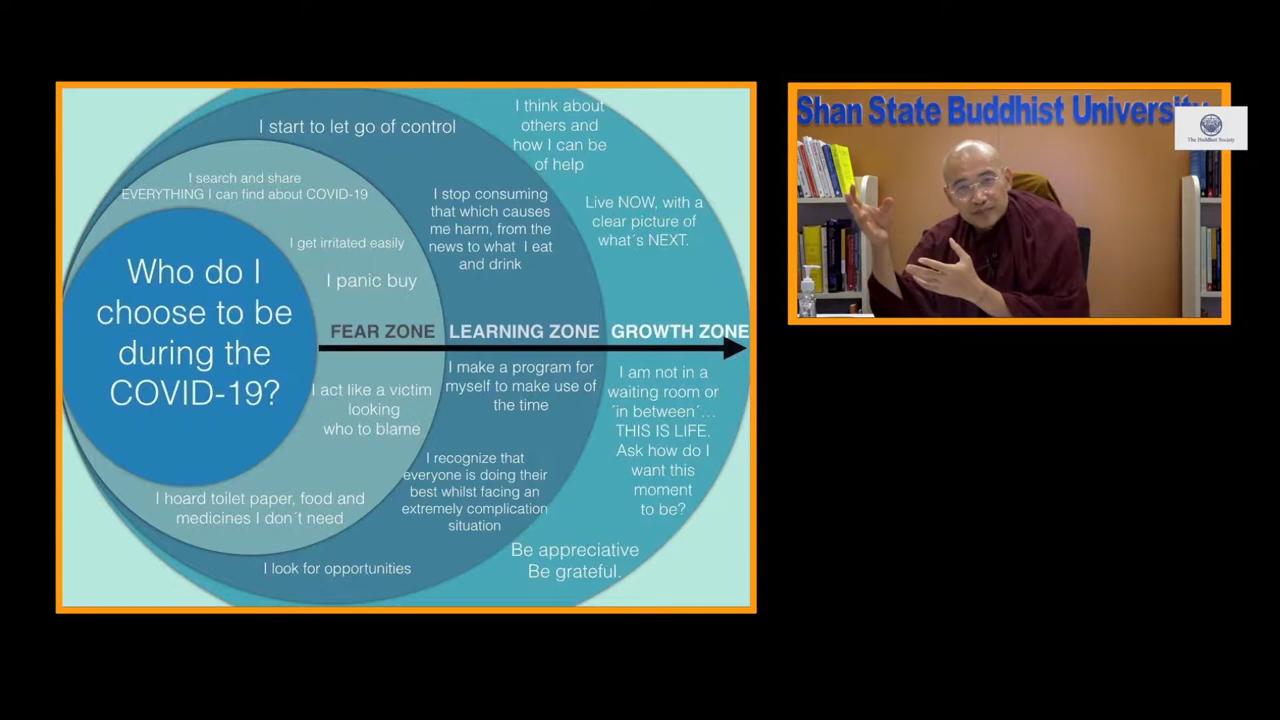 I think about
others and
how I can be
of help
I start to let go of control
I search and share
EVERYTHING I can find about COVID-19
I stop consuming
that which causes
me harm, from the
news to what I eat
and drink
Live NOW, with a
clear picture of
what´s NEXT.
I get irritated easily
I panic buy
Who do I
choose to be
during the
COVID-19?
FEAR ZONE
LEARNING ZONE
GROWTH ZONE
I act like a victim
looking
who to blame
I make a program for
myself to make use of
the time
I am not in a
waiting room or
´in between´...
THIS IS LIFE.
Ask how do I
want this
moment
to be?
I recognize that
everyone is doing their
best whilst facing an
extremely complication
situation
I hoard toilet paper, food and
medicines I don´t need
I look for opportunities
Be appreciative
Be grateful.
Shan State Buddhist University
The Buddhist Society